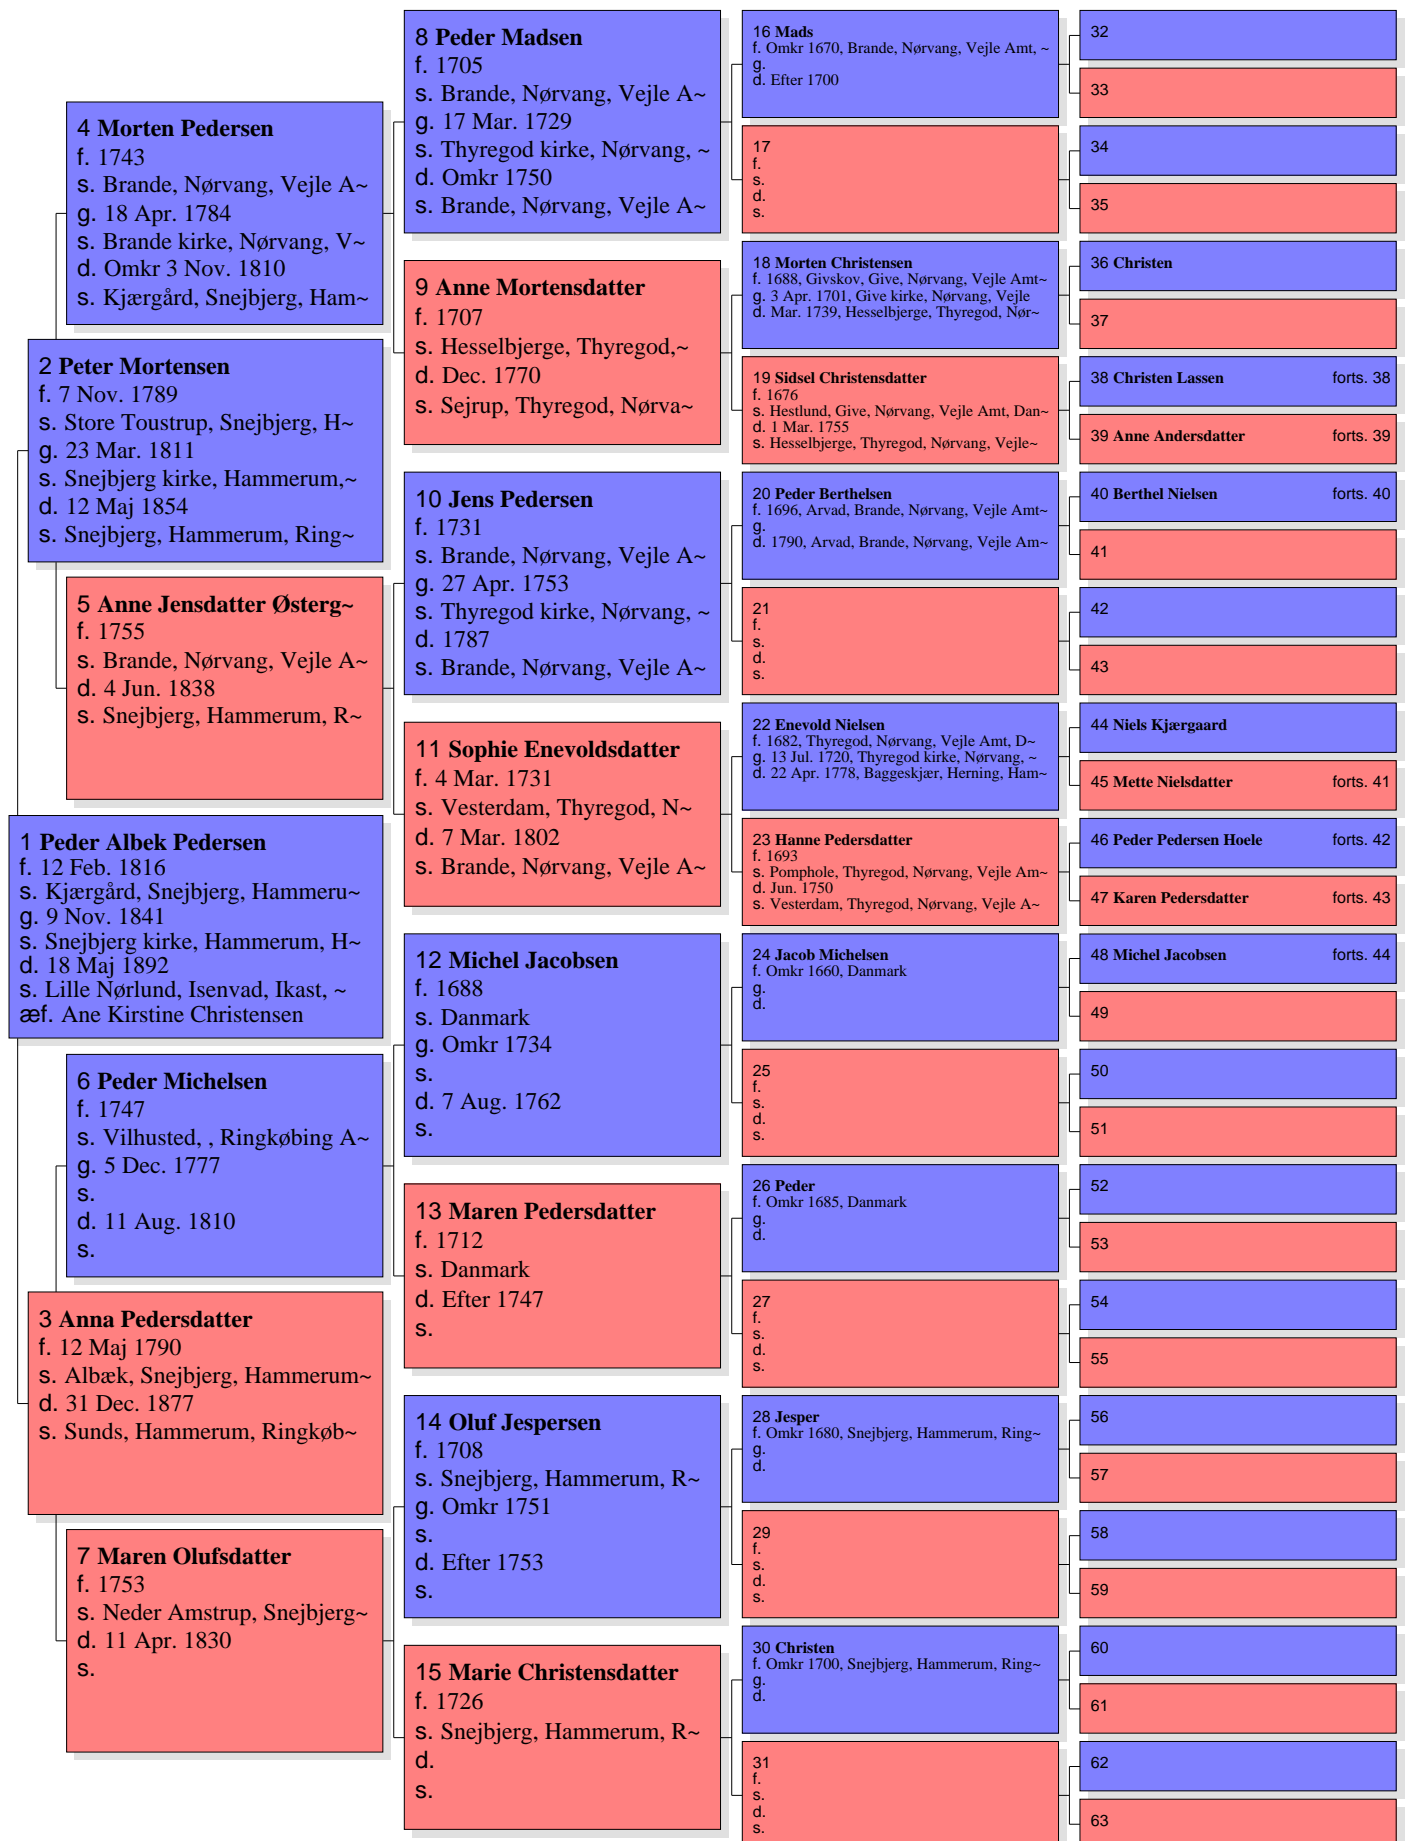 1 Peder Albek Pedersen
f. 12 Feb. 1816
s. Kjærgård, Snejbjerg, Hammeru~
g. 9 Nov. 1841
s. Snejbjerg kirke, Hammerum, H~
d. 18 Maj 1892
s. Lille Nørlund, Isenvad, Ikast, ~
æf. Ane Kirstine Christensen
2 Peter Mortensen
f. 7 Nov. 1789
s. Store Toustrup, Snejbjerg, H~
g. 23 Mar. 1811
s. Snejbjerg kirke, Hammerum,~
d. 12 Maj 1854
s. Snejbjerg, Hammerum, Ring~
3 Anna Pedersdatter
f. 12 Maj 1790
s. Albæk, Snejbjerg, Hammerum~
d. 31 Dec. 1877
s. Sunds, Hammerum, Ringkøb~
4 Morten Pedersen
f. 1743
s. Brande, Nørvang, Vejle A~
g. 18 Apr. 1784
s. Brande kirke, Nørvang, V~
d. Omkr 3 Nov. 1810
s. Kjærgård, Snejbjerg, Ham~
5 Anne Jensdatter Østerg~
f. 1755
s. Brande, Nørvang, Vejle A~
d. 4 Jun. 1838
s. Snejbjerg, Hammerum, R~
6 Peder Michelsen
f. 1747
s. Vilhusted, , Ringkøbing A~
g. 5 Dec. 1777
s.
d. 11 Aug. 1810
s.
7 Maren Olufsdatter
f. 1753
s. Neder Amstrup, Snejbjerg~
d. 11 Apr. 1830
s.
8 Peder Madsen
f. 1705
s. Brande, Nørvang, Vejle A~
g. 17 Mar. 1729
s. Thyregod kirke, Nørvang, ~
d. Omkr 1750
s. Brande, Nørvang, Vejle A~
9 Anne Mortensdatter
f. 1707
s. Hesselbjerge, Thyregod,~
d. Dec. 1770
s. Sejrup, Thyregod, Nørva~
10 Jens Pedersen
f. 1731
s. Brande, Nørvang, Vejle A~
g. 27 Apr. 1753
s. Thyregod kirke, Nørvang, ~
d. 1787
s. Brande, Nørvang, Vejle A~
11 Sophie Enevoldsdatter
f. 4 Mar. 1731
s. Vesterdam, Thyregod, N~
d. 7 Mar. 1802
s. Brande, Nørvang, Vejle A~
12 Michel Jacobsen
f. 1688
s. Danmark
g. Omkr 1734
s.
d. 7 Aug. 1762
s.
13 Maren Pedersdatter
f. 1712
s. Danmark
d. Efter 1747
s.
14 Oluf Jespersen
f. 1708
s. Snejbjerg, Hammerum, R~
g. Omkr 1751
s.
d. Efter 1753
s.
15 Marie Christensdatter
f. 1726
s. Snejbjerg, Hammerum, R~
d.
s.
16 Mads
f. Omkr 1670, Brande, Nørvang, Vejle Amt, ~
g.
d. Efter 1700
17
f.
s.
d.
s.
18 Morten Christensen
f. 1688, Givskov, Give, Nørvang, Vejle Amt~
g. 3 Apr. 1701, Give kirke, Nørvang, Vejle
d. Mar. 1739, Hesselbjerge, Thyregod, Nør~
19 Sidsel Christensdatter
f. 1676
s. Hestlund, Give, Nørvang, Vejle Amt, Dan~
d. 1 Mar. 1755
s. Hesselbjerge, Thyregod, Nørvang, Vejle~
20 Peder Berthelsen
f. 1696, Arvad, Brande, Nørvang, Vejle Amt~
g.
d. 1790, Arvad, Brande, Nørvang, Vejle Am~
21
f.
s.
d.
s.
22 Enevold Nielsen
f. 1682, Thyregod, Nørvang, Vejle Amt, D~
g. 13 Jul. 1720, Thyregod kirke, Nørvang, ~
d. 22 Apr. 1778, Baggeskjær, Herning, Ham~
23 Hanne Pedersdatter
f. 1693
s. Pomphole, Thyregod, Nørvang, Vejle Am~
d. Jun. 1750
s. Vesterdam, Thyregod, Nørvang, Vejle A~
24 Jacob Michelsen
f. Omkr 1660, Danmark
g.
d.
25
f.
s.
d.
s.
26 Peder
f. Omkr 1685, Danmark
g.
d.
27
f.
s.
d.
s.
28 Jesper
f. Omkr 1680, Snejbjerg, Hammerum, Ring~
g.
d.
29
f.
s.
d.
s.
30 Christen
f. Omkr 1700, Snejbjerg, Hammerum, Ring~
g.
d.
31
f.
s.
d.
s.
32
33
34
35
36 Christen
37
38 Christen Lassen forts. 38
39 Anne Andersdatter forts. 39
40 Berthel Nielsen forts. 40
41
42
43
44 Niels Kjærgaard
45 Mette Nielsdatter forts. 41
46 Peder Pedersen Hoele forts. 42
47 Karen Pedersdatter forts. 43
48 Michel Jacobsen forts. 44
49
50
51
52
53
54
55
56
57
58
59
60
61
62
63